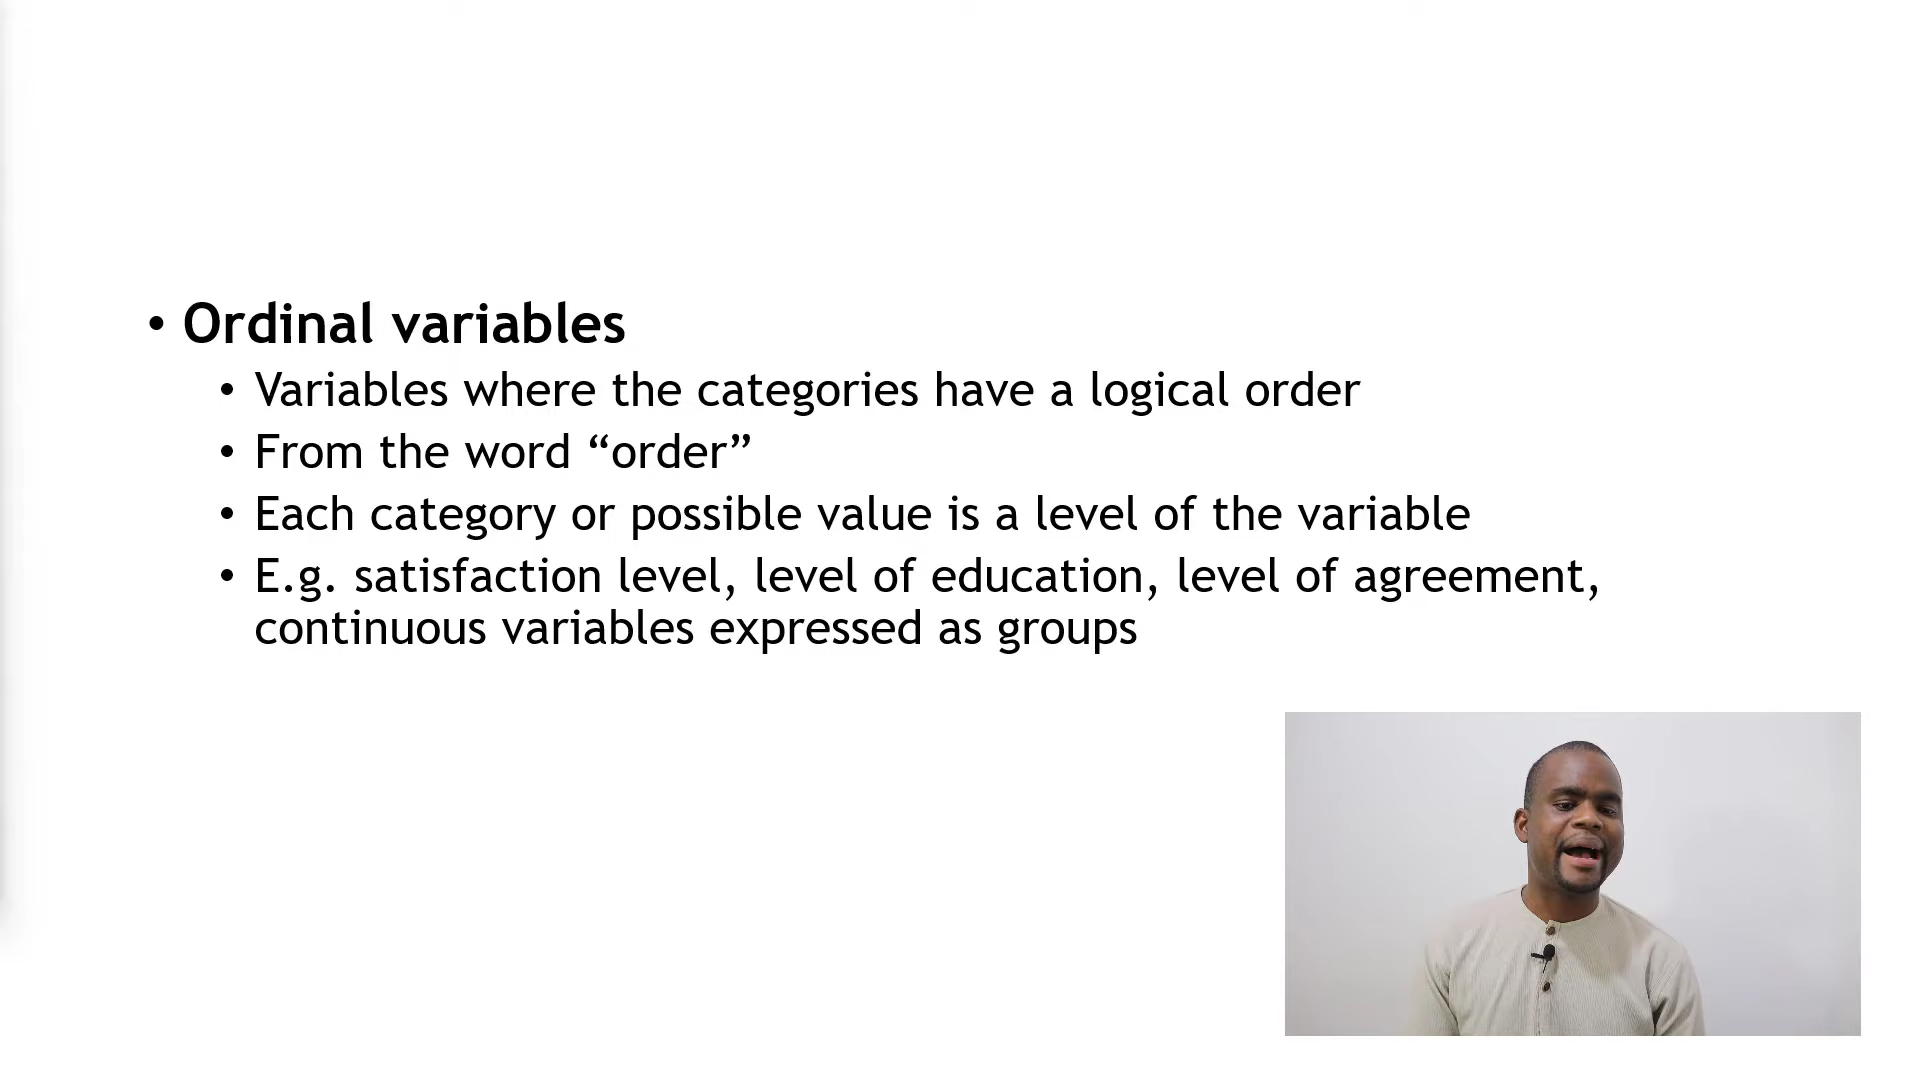 • Ordinal variables
• Variables where the categories have a logical order
• From the word “order”
• Each category or possible value is a level of the variable
• E.g. satisfaction level, level of education, level of agreement,
continuous variables expressed as groups